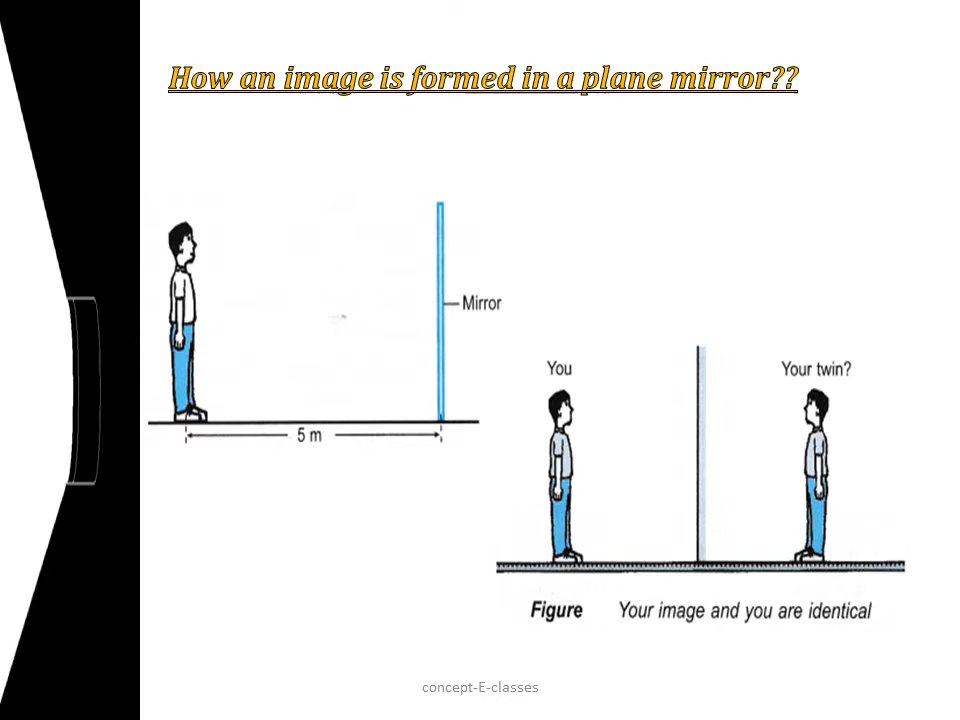 How an image is formed in a plane mirror??
Mirror
5 m
You
Your twin?
Figure Your image and you are identical
concept-E-classes